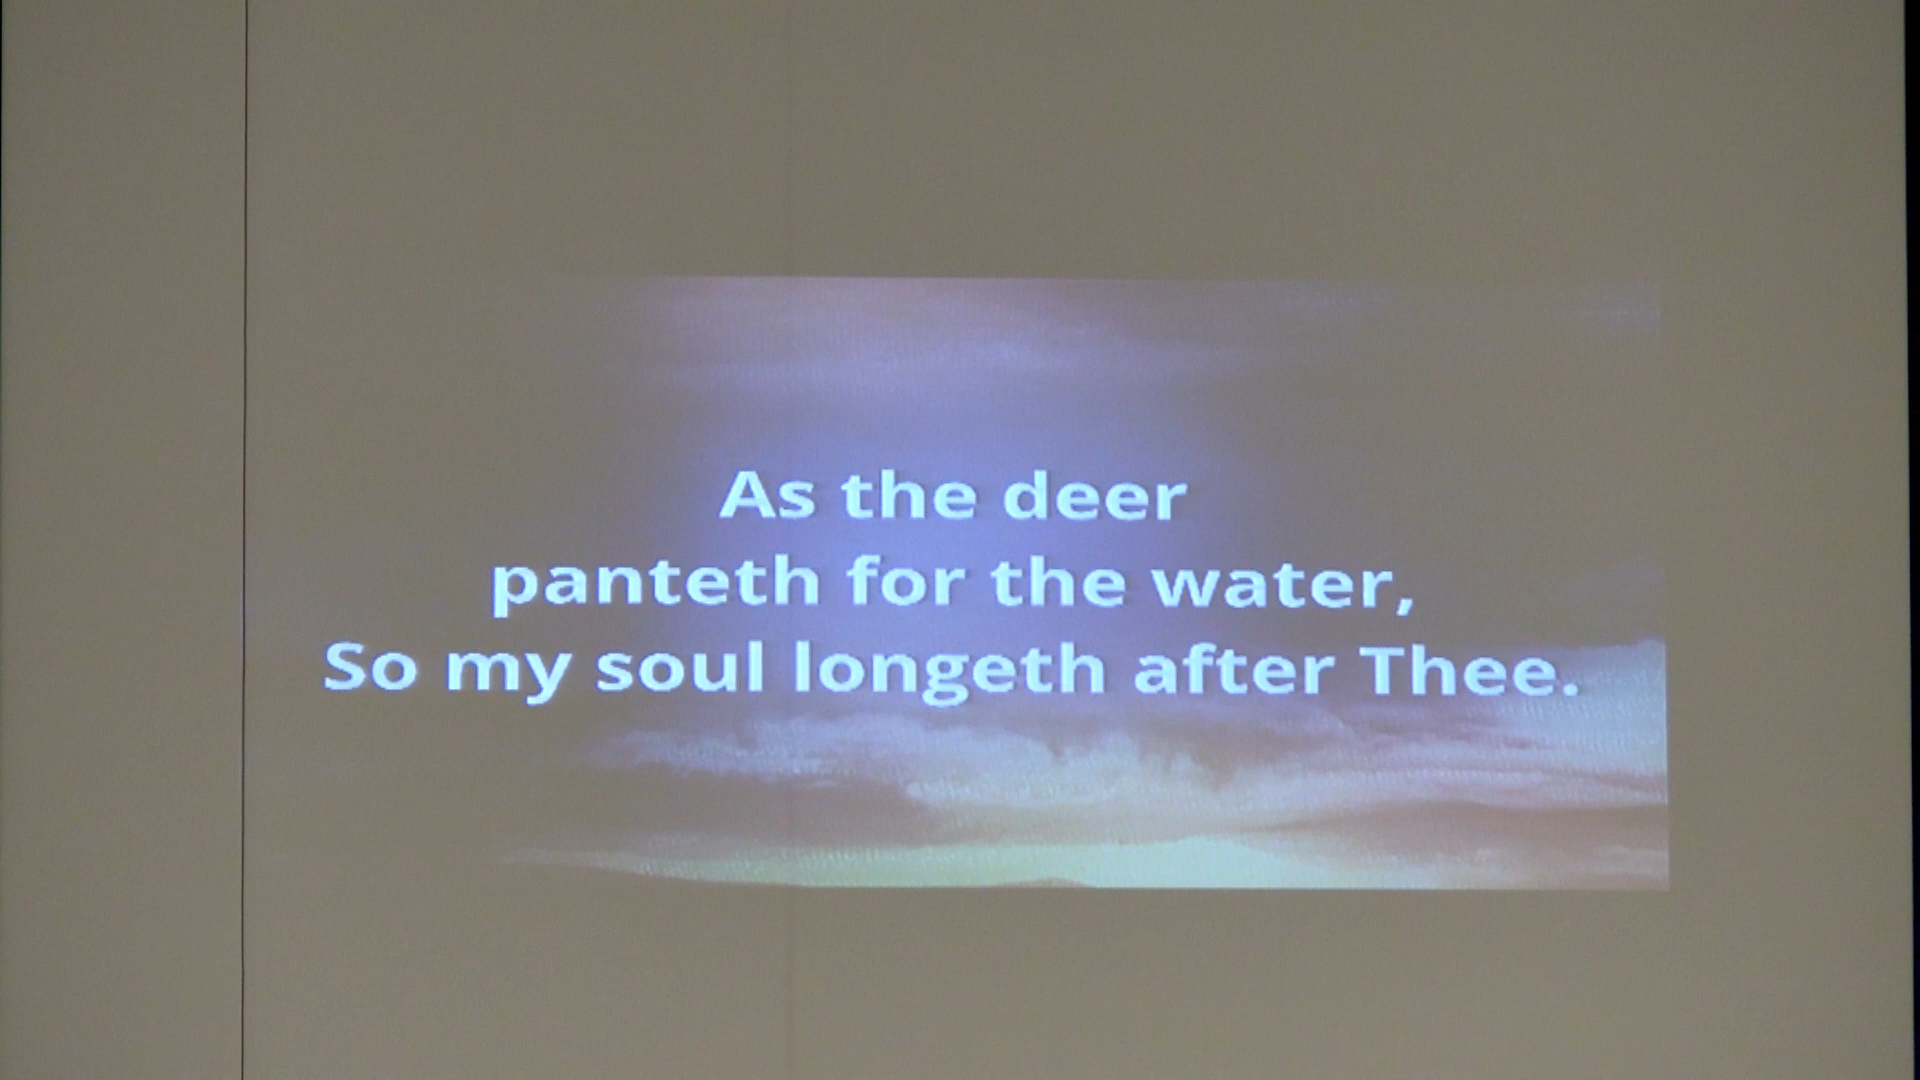 As the deer
panteth for the water,
So my soul longeth after Thee.